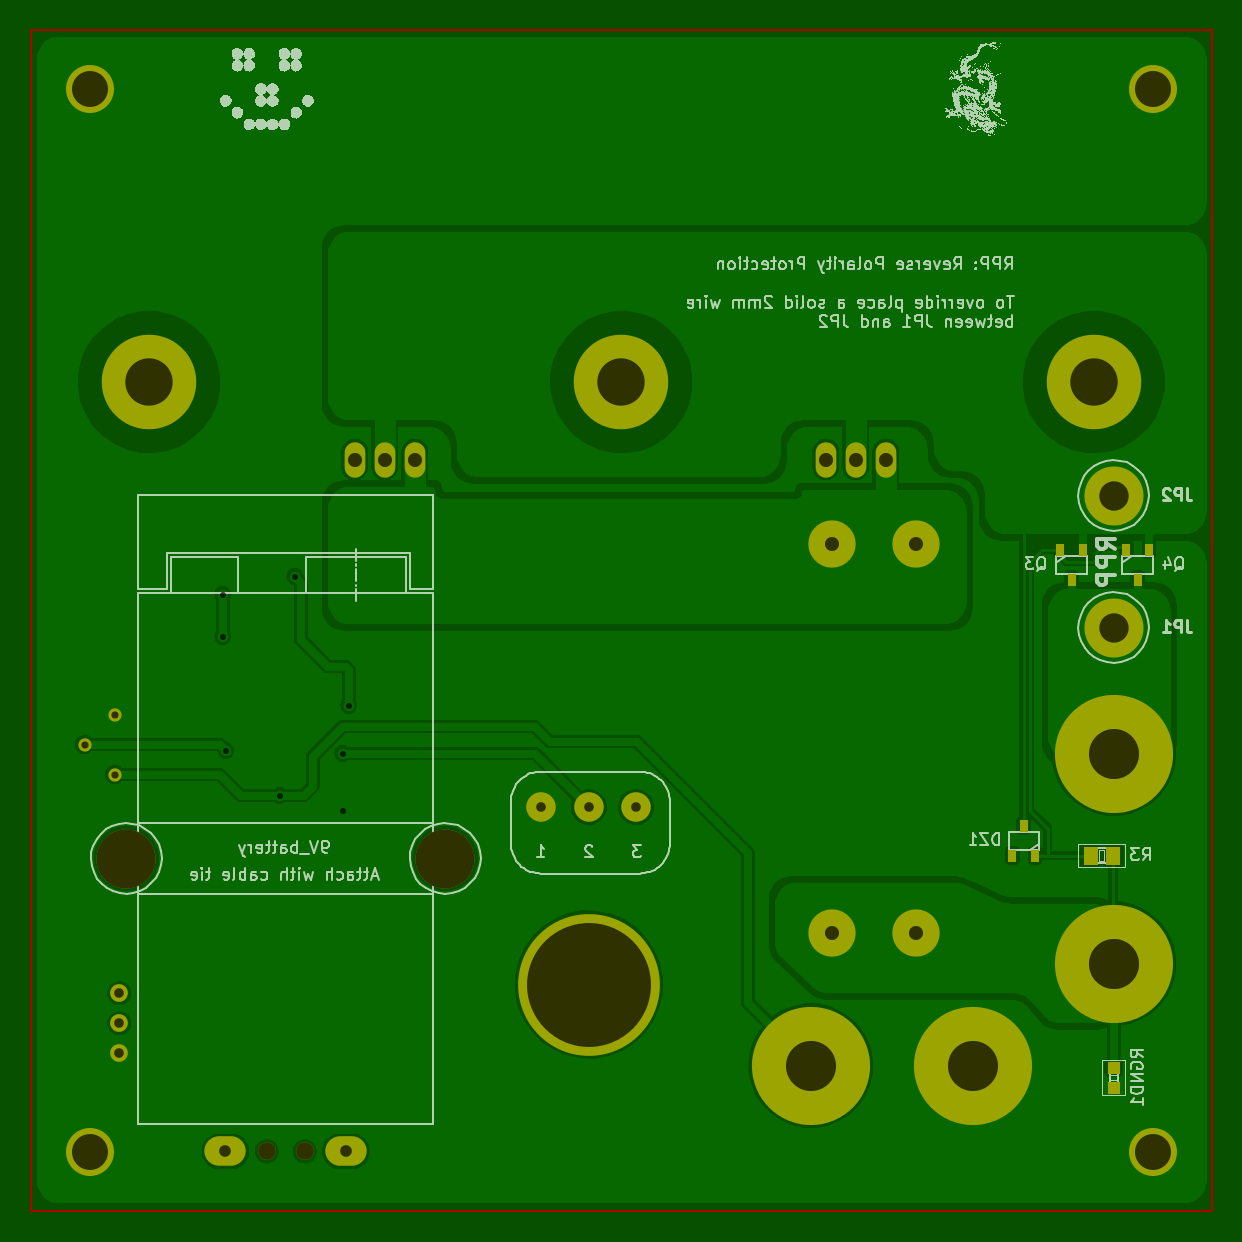 RPP: Reverse Polarity Protection
To override place a solid 2mm wire
between JP1 and JP2
JP2
RPP
Q3
Q4
JP1
DZ1
R3
9V_battery
Attach with cable tie
1 2 3
RGND1